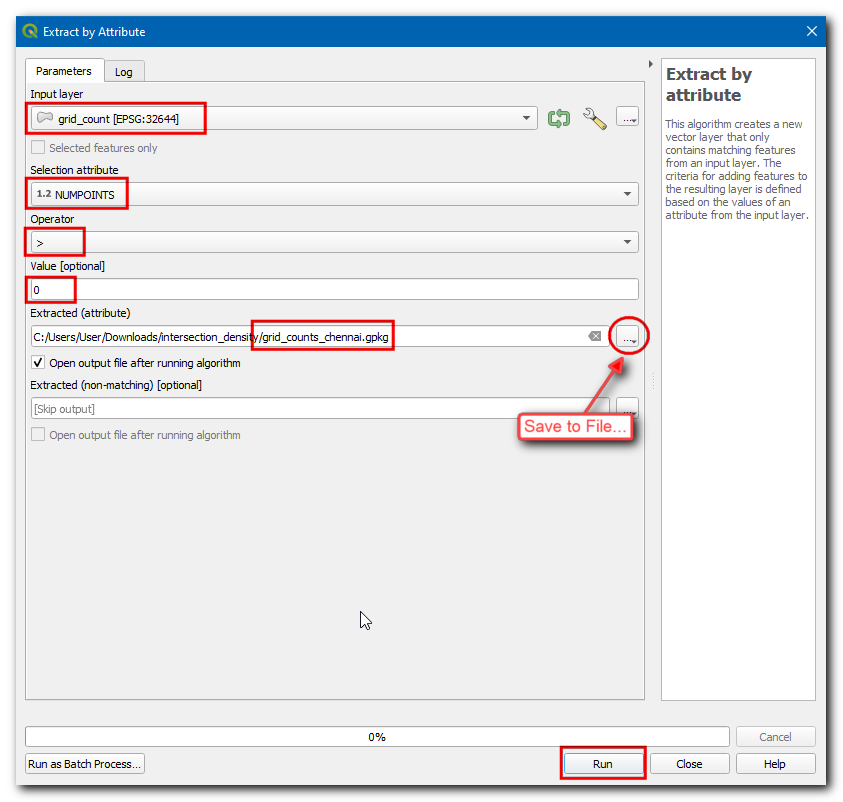 Extract by Attribute
Parameters
Log
Input layer
grid_count [EPSG:32644]
...
Selected features only
Selection attribute
1.2 NUMPOINTS
Operator
>
Value [optional]
0
Extracted (attribute)
C:/Users/User/Downloads/intersection_density/grid_counts_chennai.gpkg
...
Open output file after running algorithm
Extracted (non-matching) [optional]
[Skip output]
...
Save to File...
Open output file after running algorithm
Extract by
attribute
This algorithm creates a new
vector layer that only
contains matching features
from an input layer. The
criteria for adding features to
the resulting layer is defined
based on the values of an
attribute from the input layer.
0%
Cancel
Run as Batch Process...
Run
Close
Help